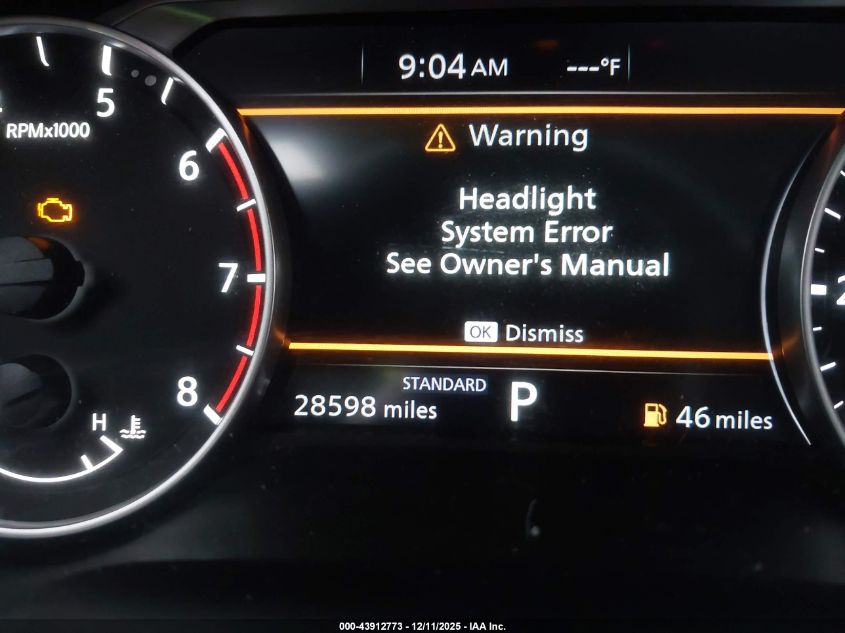 9:04 AM ---°F
5
RPMx1000
6
7
8
H
Warning
Headlight
System Error
See Owner's Manual
OK Dismiss
STANDARD
28598 miles P 46 miles
2
000-43912773 - 12/11/2025 - IAA Inc.